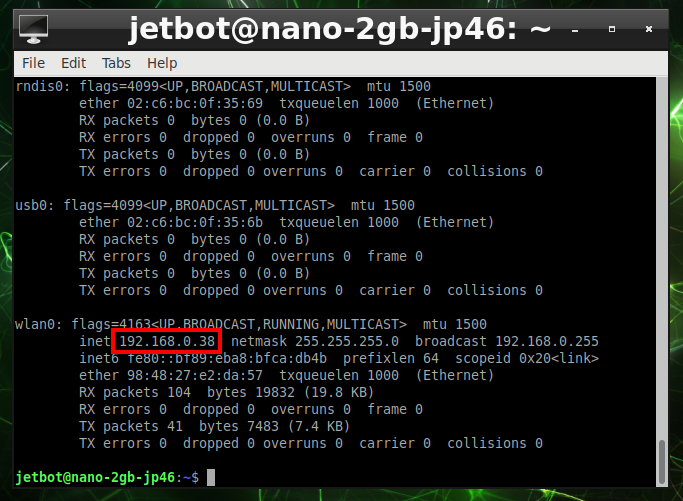 jetbot@nano-2gb-jp46: ~
File Edit Tabs Help
rndis0: flags=4099<UP,BROADCAST,MULTICAST>  mtu 1500
        ether 02:c6:bc:0f:35:69  txqueuelen 1000  (Ethernet)
        RX packets 0  bytes 0 (0.0 B)
        RX errors 0  dropped 0  overruns 0  frame 0
        TX packets 0  bytes 0 (0.0 B)
        TX errors 0  dropped 0 overruns 0  carrier 0  collisions 0
usb0: flags=4099<UP,BROADCAST,MULTICAST>  mtu 1500
        ether 02:c6:bc:0f:35:6b  txqueuelen 1000  (Ethernet)
        RX packets 0  bytes 0 (0.0 B)
        RX errors 0  dropped 0  overruns 0  frame 0
        TX packets 0  bytes 0 (0.0 B)
        TX errors 0  dropped 0 overruns 0  carrier 0  collisions 0
wlan0: flags=4163<UP,BROADCAST,RUNNING,MULTICAST>  mtu 1500
        inet 192.168.0.38  netmask 255.255.255.0  broadcast 192.168.0.255
        inet6 fe80::bf89:eba8:bfca:db4b  prefixlen 64  scopeid 0x20<link>
        ether 98:48:27:e2:da:57  txqueuelen 1000  (Ethernet)
        RX packets 104  bytes 19832 (19.8 KB)
        RX errors 0  dropped 0  overruns 0  frame 0
        TX packets 41  bytes 7483 (7.4 KB)
        TX errors 0  dropped 0 overruns 0  carrier 0  collisions 0
jetbot@nano-2gb-jp46:~$